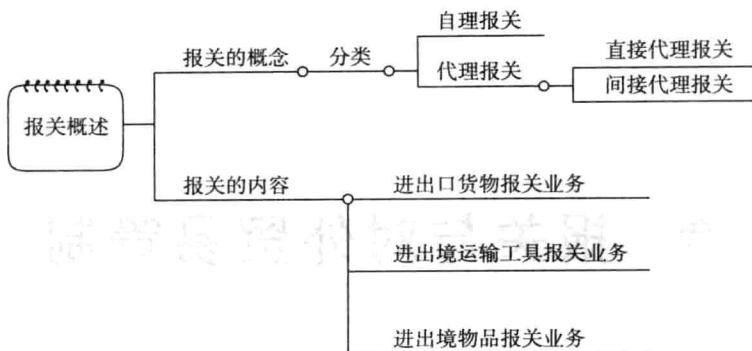 报关概述
报关的概念
分类
自理报关
代理报关
直接代理报关
间接代理报关
报关的内容
进出口货物报关业务
进出境运输工具报关业务
进出境物品报关业务